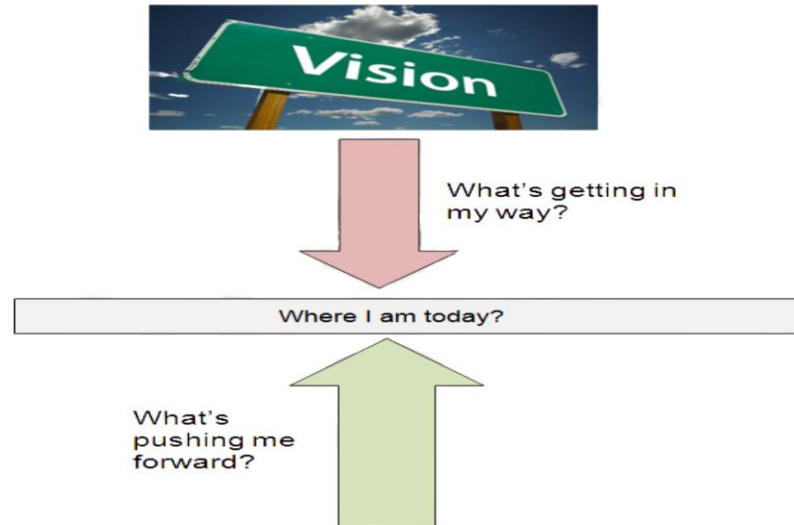 Vision
What's getting in
my way?
Where I am today?
What's
pushing me
forward?